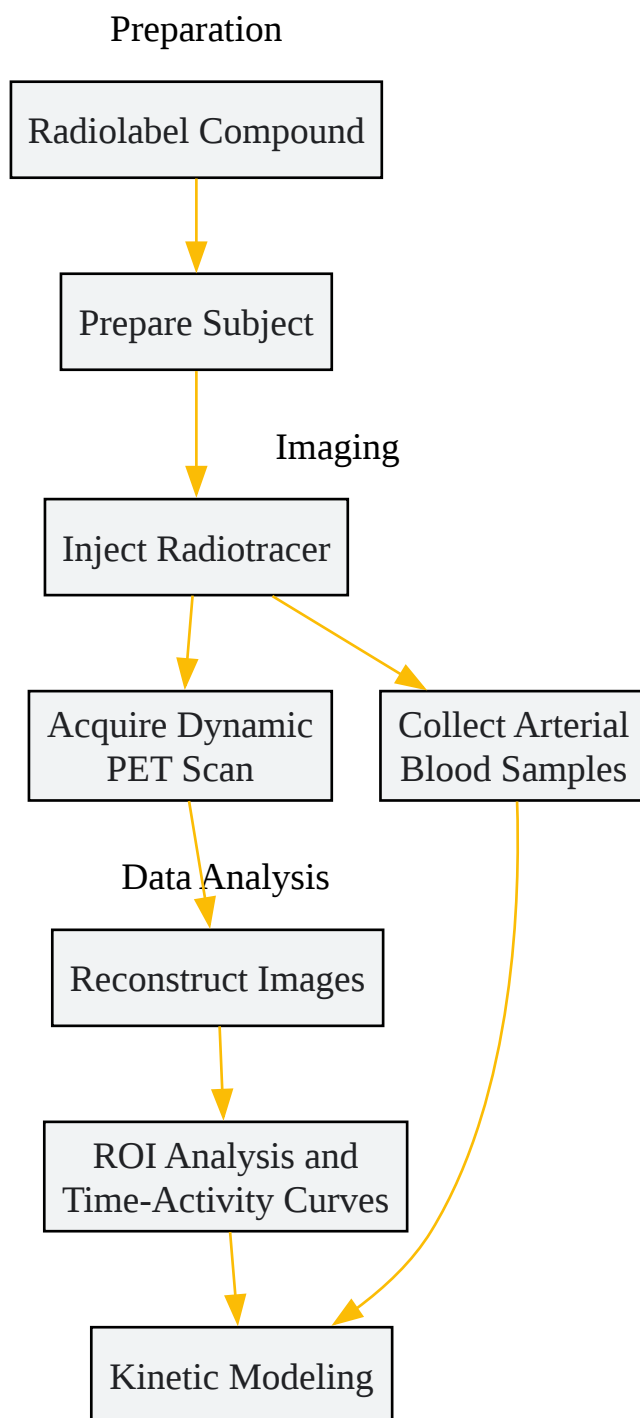 Preparation
Radiolabel Compound
Prepare Subject
Imaging
Inject Radiotracer
Acquire Dynamic
PET Scan
Collect Arterial
Blood Samples
Data Analysis
Reconstruct Images
ROI Analysis and
Time-Activity Curves
Kinetic Modeling